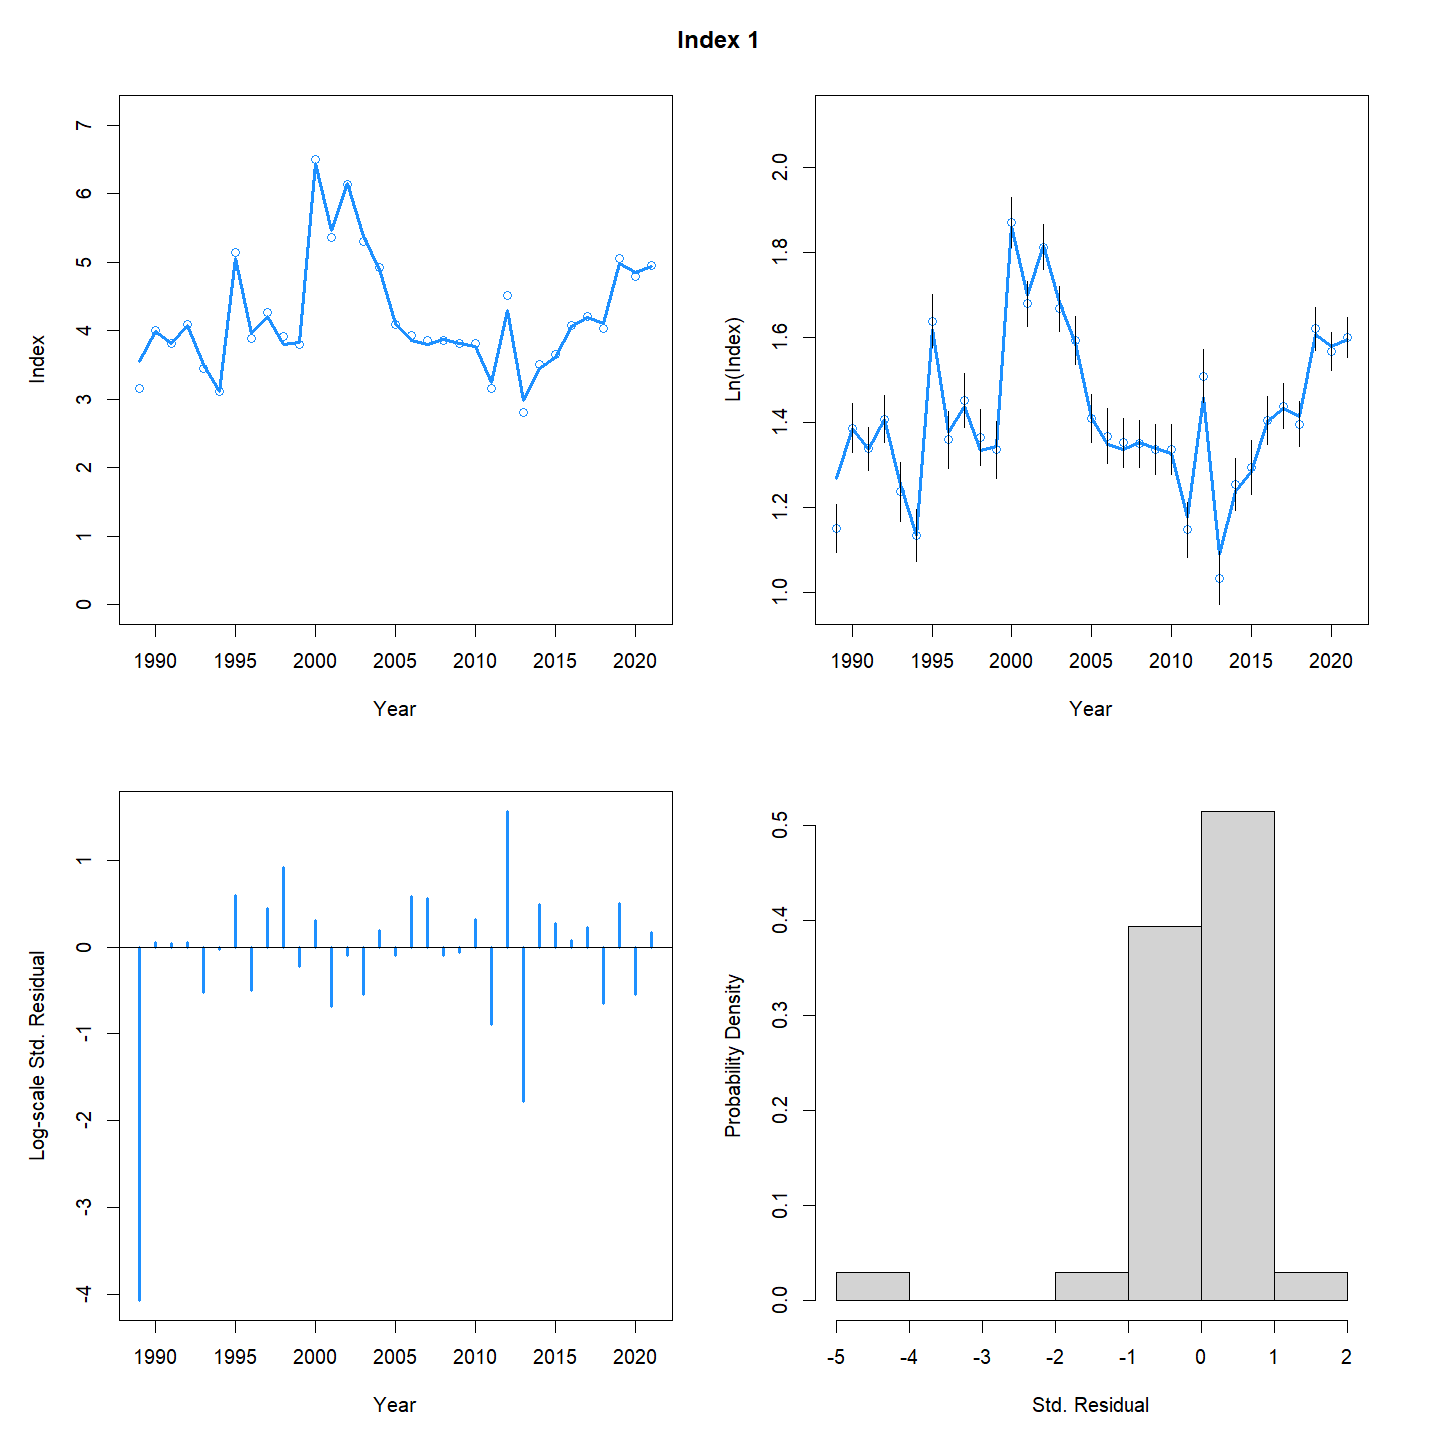 Index 1
Index
7
6
5
4
3
2
1
0
1990 1995 2000 2005 2010 2015 2020
Year
Ln(Index)
2.0
1.8
1.6
1.4
1.2
1.0
1990 1995 2000 2005 2010 2015 2020
Year
Log-scale Std. Residual
1
0
-1
-2
-3
-4
1990 1995 2000 2005 2010 2015 2020
Year
Probability Density
0.5
0.4
0.3
0.2
0.1
0.0
-5 -4 -3 -2 -1 0 1 2
Std. Residual